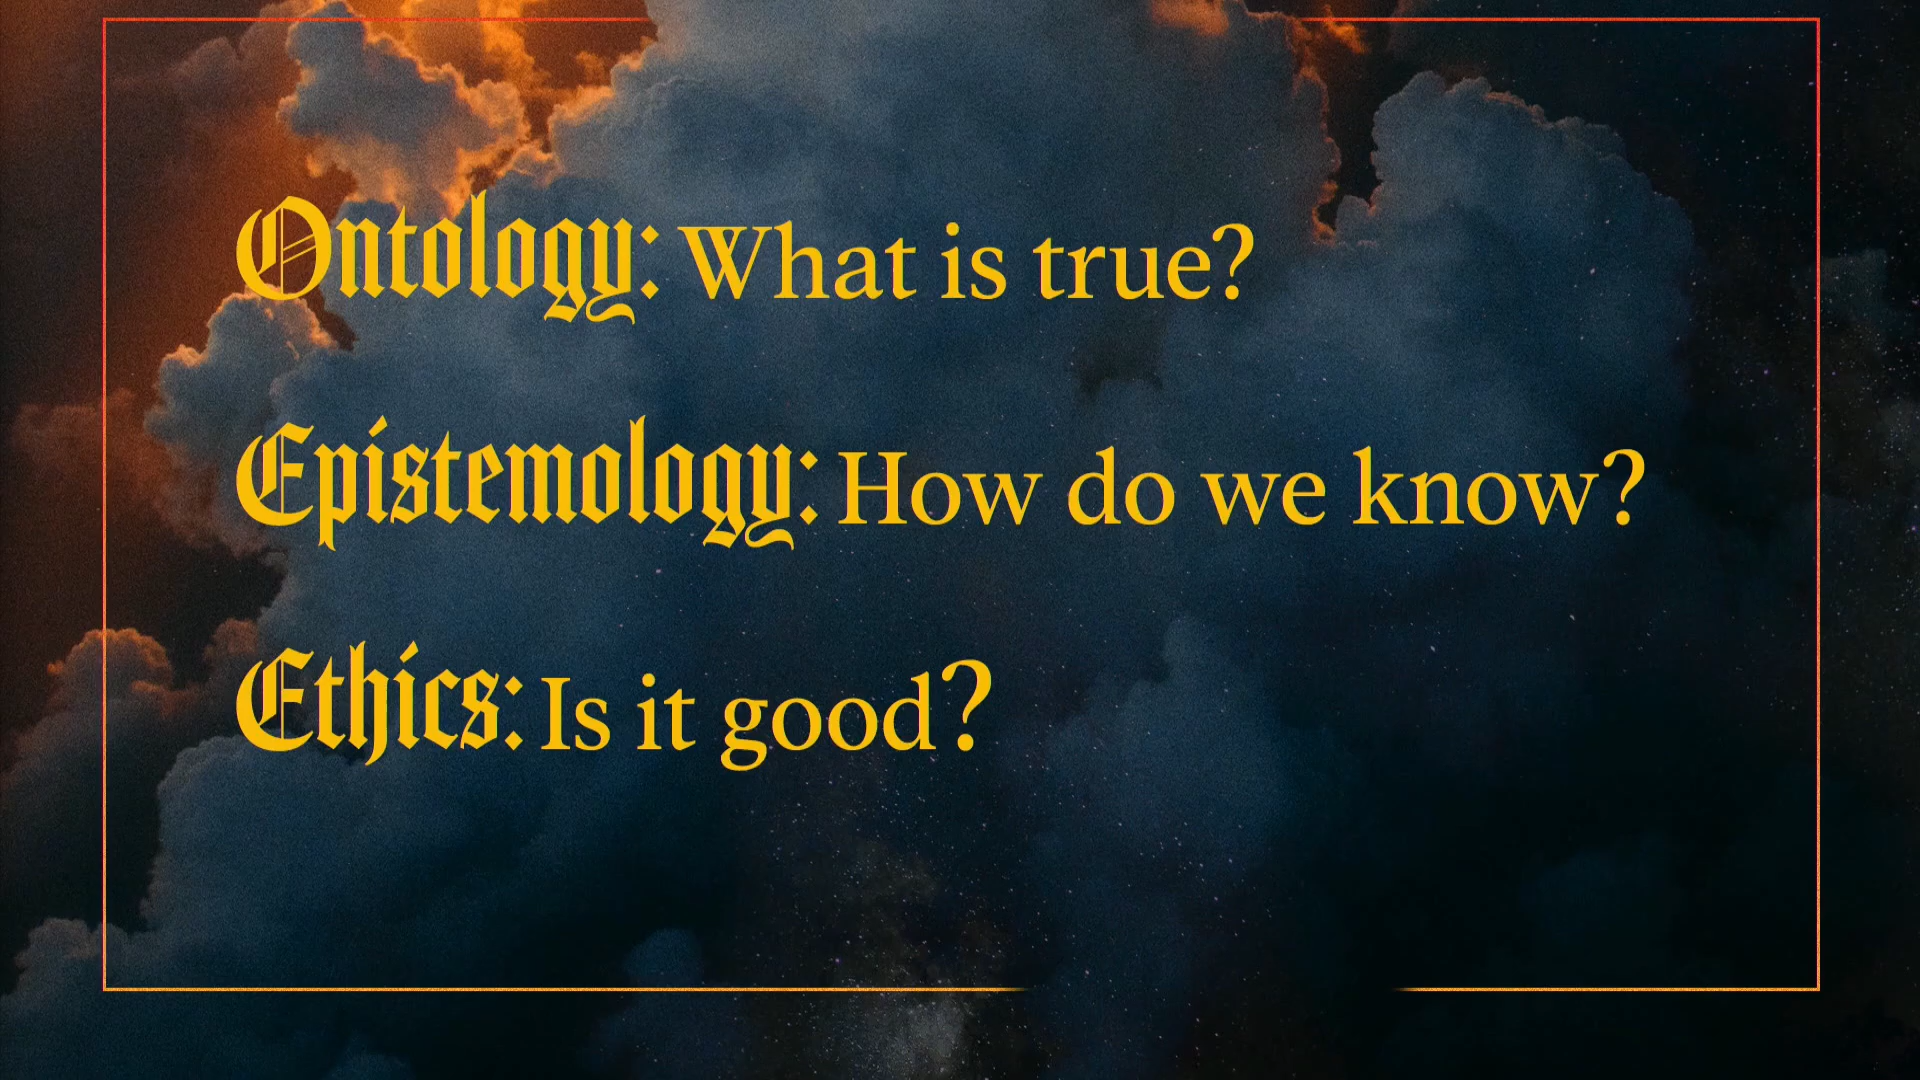 Ontology: What is true?
Epistemology: How do we know?
Ethics: Is it good?